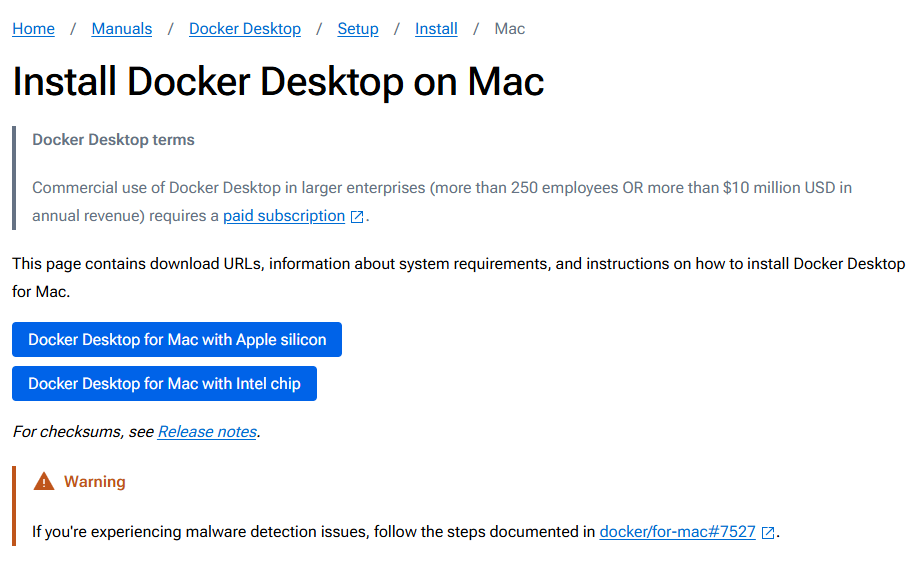 Home / Manuals / Docker Desktop / Setup / Install / Mac
Install Docker Desktop on Mac
Docker Desktop terms
Commercial use of Docker Desktop in larger enterprises (more than 250 employees OR more than $10 million USD in
annual revenue) requires a paid subscription.
This page contains download URLs, information about system requirements, and instructions on how to install Docker Desktop
for Mac.
Docker Desktop for Mac with Apple silicon
Docker Desktop for Mac with Intel chip
For checksums, see Release notes.
Warning
If you're experiencing malware detection issues, follow the steps documented in docker/for-mac#7527.